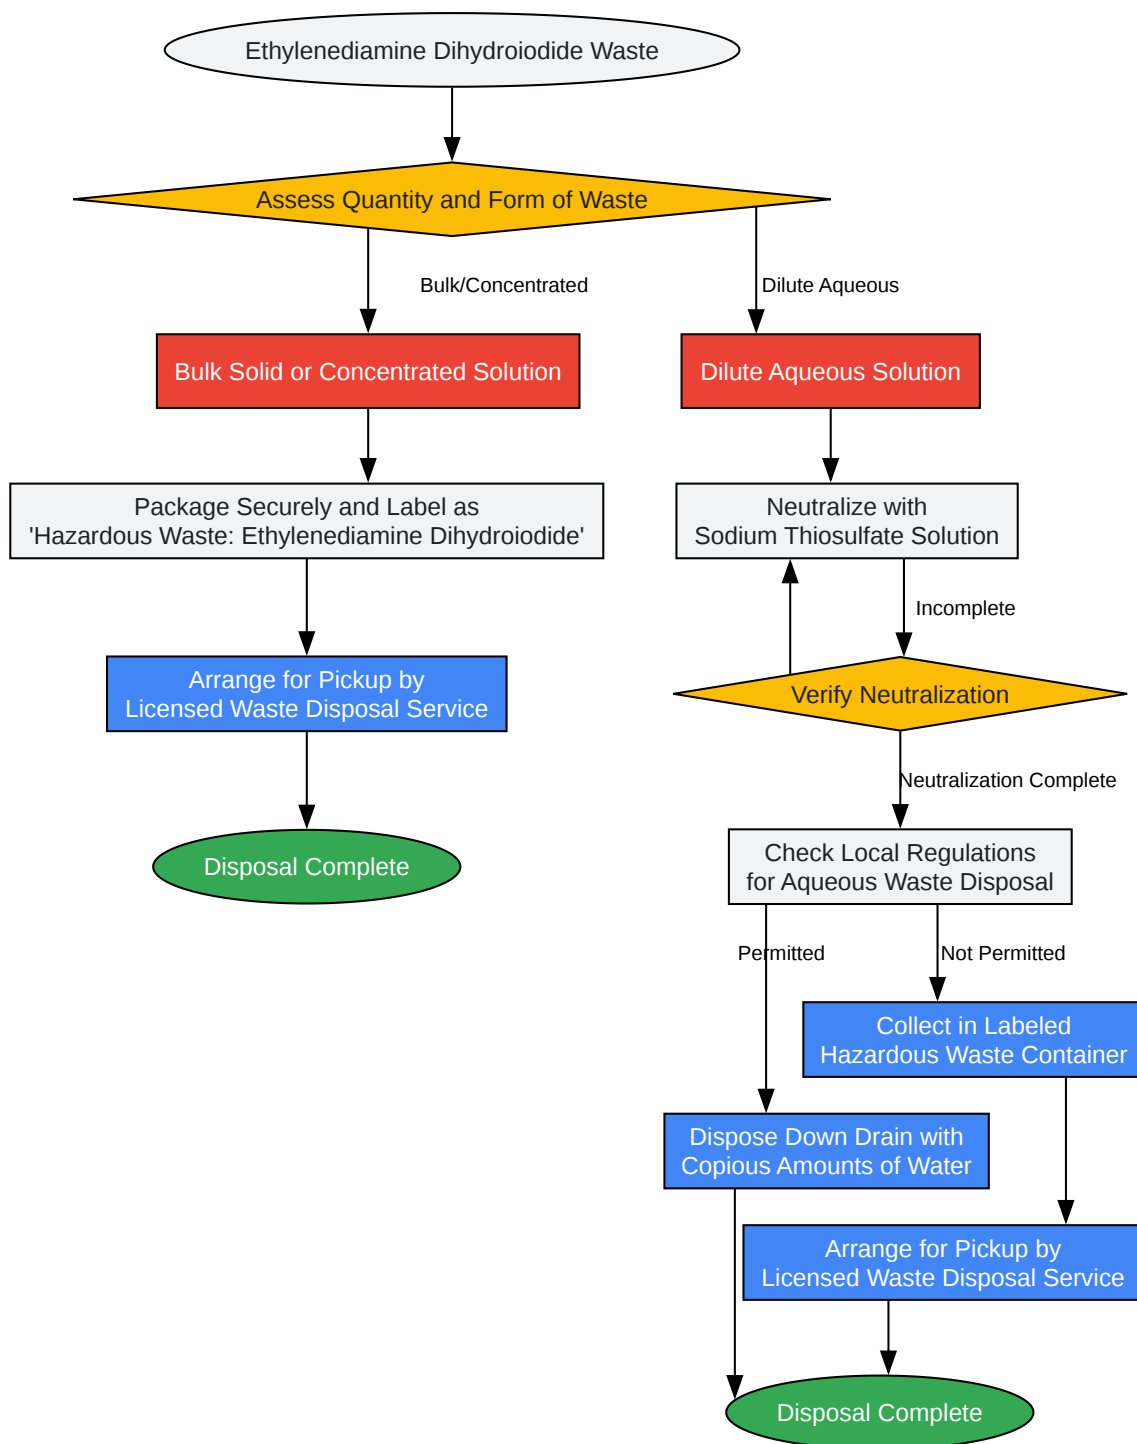 Ethylenediamine Dihydroiodide Waste
Assess Quantity and Form of Waste
Bulk/Concentrated
Dilute Aqueous
Bulk Solid or Concentrated Solution
Dilute Aqueous Solution
Package Securely and Label as
'Hazardous Waste: Ethylenediamine Dihydroiodide'
Neutralize with
Sodium Thiosulfate Solution
Incomplete
Arrange for Pickup by
Licensed Waste Disposal Service
Verify Neutralization
Neutralization Complete
Disposal Complete
Check Local Regulations
for Aqueous Waste Disposal
Permitted
Not Permitted
Collect in Labeled
Hazardous Waste Container
Dispose Down Drain with
Copious Amounts of Water
Arrange for Pickup by
Licensed Waste Disposal Service
Disposal Complete